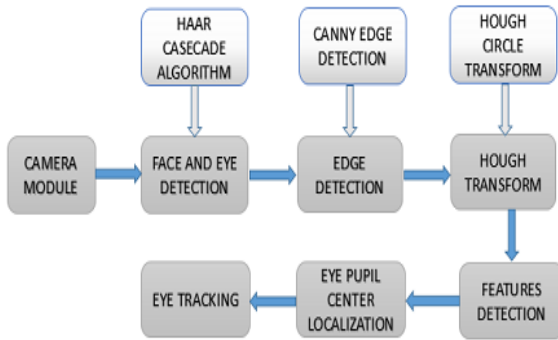 HAAR
CASECADE
ALGORITHM
CANNY EDGE
DETECTION
HOUGH
CIRCLE
TRANSFORM
CAMERA
MODULE
FACE AND EYE
DETECTION
EDGE
DETECTION
HOUGH
TRANSFORM
EYE TRACKING
EYE PUPIL
CENTER
LOCALIZATION
FEATURES
DETECTION